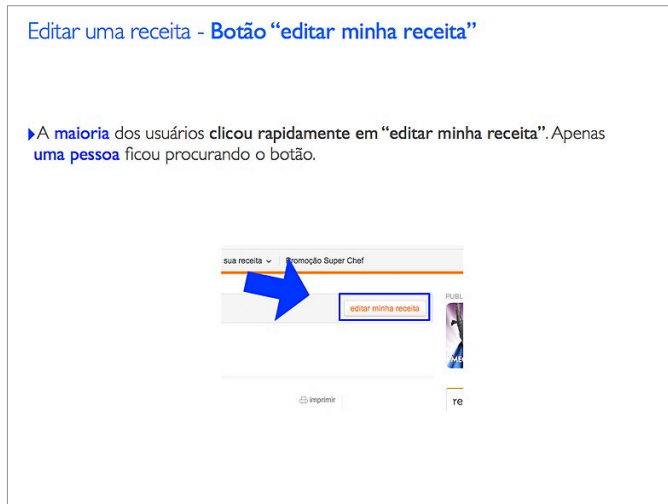 Editar uma receita - Botão “editar minha receita”
A maioria dos usuários clicou rapidamente em “editar minha receita”. Apenas
uma pessoa ficou procurando o botão.
sua receita Promoção Super Chef
editar minha receita
PUBL
imprimir
re